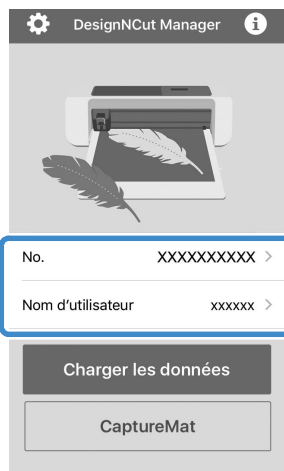 DesignNCut Manager
No. XXXXXXXXXX
Nom d'utilisateur xxxxxx
Charger les données
CaptureMat